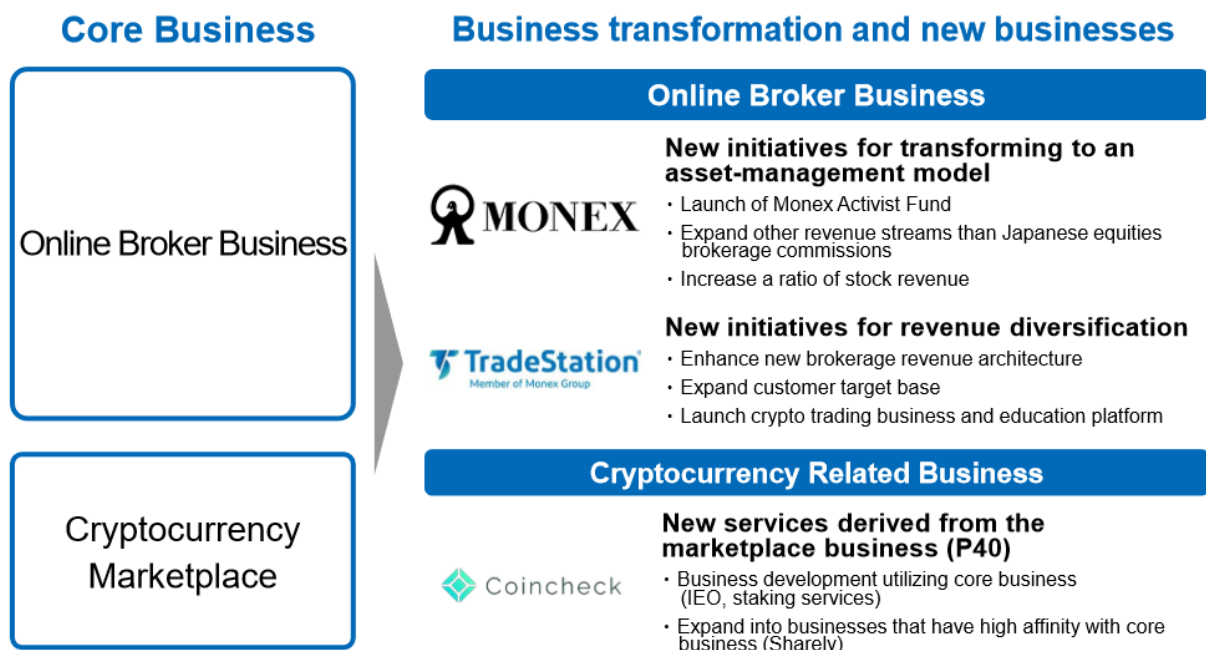 Core Business
Online Broker Business
Cryptocurrency
Marketplace
Business transformation and new businesses
Online Broker Business
MONEX
New initiatives for transforming to an
asset-management model
・Launch of Monex Activist Fund
・Expand other revenue streams than Japanese equities
brokerage commissions
・Increase a ratio of stock revenue
TradeStation
Member of Monex Group
New initiatives for revenue diversification
・Enhance new brokerage revenue architecture
・Expand customer target base
・Launch crypto trading business and education platform
Cryptocurrency Related Business
Coincheck
New services derived from the
marketplace business (P40)
・Business development utilizing core business
(IEO, staking services)
・Expand into businesses that have high affinity with core
business (Sharely)